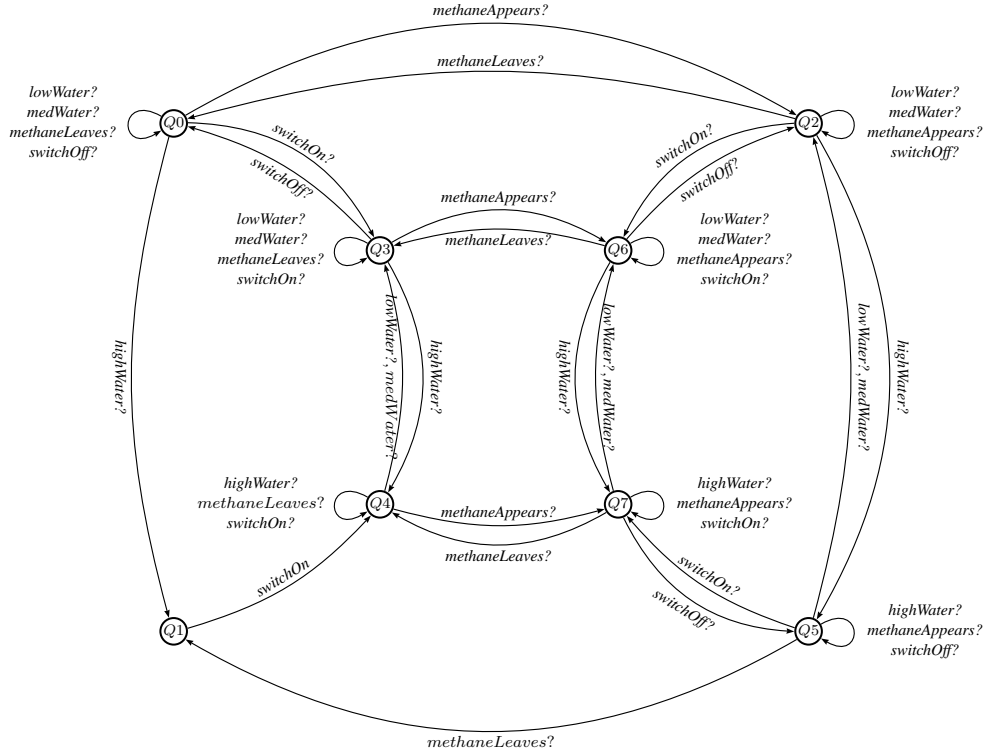 methaneAppears?
methaneLeaves?
lowWater?
medWater?
methaneLeaves?
switchOff?
Q0
Q2
lowWater?
medWater?
methaneAppears?
switchOff?
switchOn?
switchOff?
switchOn?
switchOff?
methaneAppears?
methaneLeaves?
lowWater?
medWater?
methaneLeaves?
switchOn?
Q3
Q6
lowWater?
medWater?
methaneAppears?
switchOn?
highWater?
lowWater?, medWater?
highWater?
highWater?
lowWater?, medWater?
lowWater?, medWater?
highWater?
highWater?
methaneLeaves?
switchOn?
Q4
methaneAppears?
methaneLeaves?
Q7
highWater?
methaneAppears?
switchOn?
switchOn
switchOn?
switchOff?
Q1
Q5
highWater?
methaneAppears?
switchOff?
methaneLeaves?